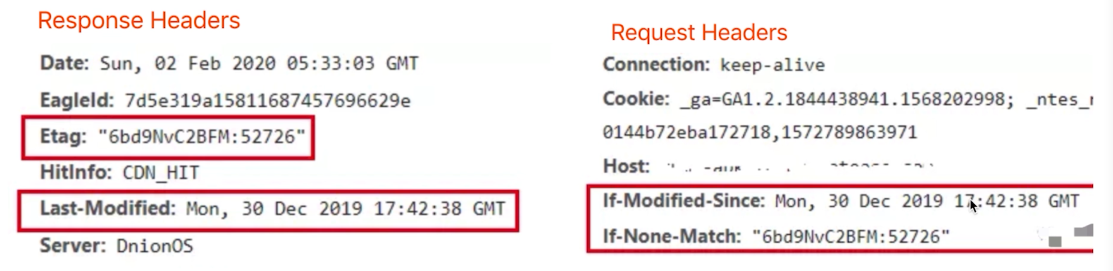 Response Headers
Date: Sun, 02 Feb 2020 05:33:03 GMT
EagleId: 7d5e319a15811687457696629e
Etag: "6bd9NvC2BFM:52726"
HitInfo: CDN_HIT
Last-Modified: Mon, 30 Dec 2019 17:42:38 GMT
Server: DnionOS
Request Headers
Connection: keep-alive
Cookie: _ga=GA1.2.1844438941.1568202998; _ntes_
0144b72eba172718,1572789863971
Host:
If-Modified-Since: Mon, 30 Dec 2019 17:42:38 GMT
If-None-Match: "6bd9NvC2BFM:52726"